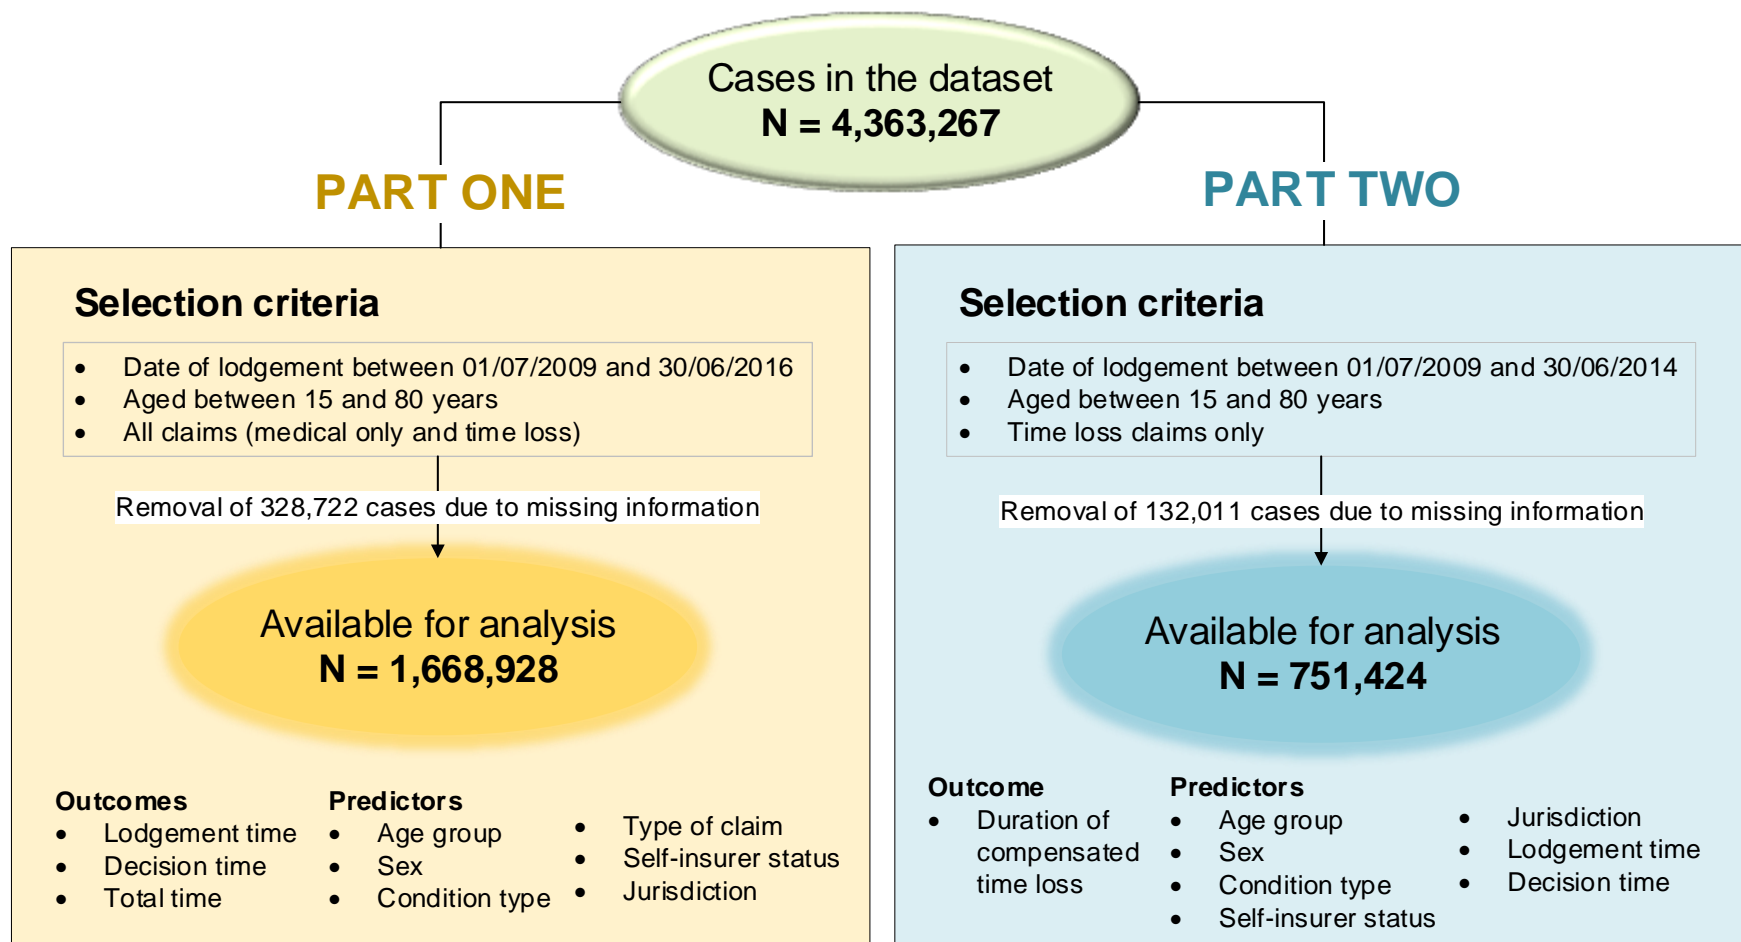 Cases in the dataset
N = 4,363,267
PART ONE
Selection criteria
• Date of lodgement between 01/07/2009 and 30/06/2016
• Aged between 15 and 80 years
• All claims (medical only and time loss)
Removal of 328,722 cases due to missing information
Available for analysis
N = 1,668,928
Outcomes
• Lodgement time
• Decision time
• Total time
Predictors
• Age group
• Sex
• Condition type
• Type of claim
• Self-insurer status
• Jurisdiction
PART TWO
Selection criteria
• Date of lodgement between 01/07/2009 and 30/06/2014
• Aged between 15 and 80 years
• Time loss claims only
Removal of 132,011 cases due to missing information
Available for analysis
N = 751,424
Outcome
• Duration of
compensated
time loss
Predictors
• Age group
• Sex
• Condition type
• Self-insurer status
• Jurisdiction
• Lodgement time
• Decision time